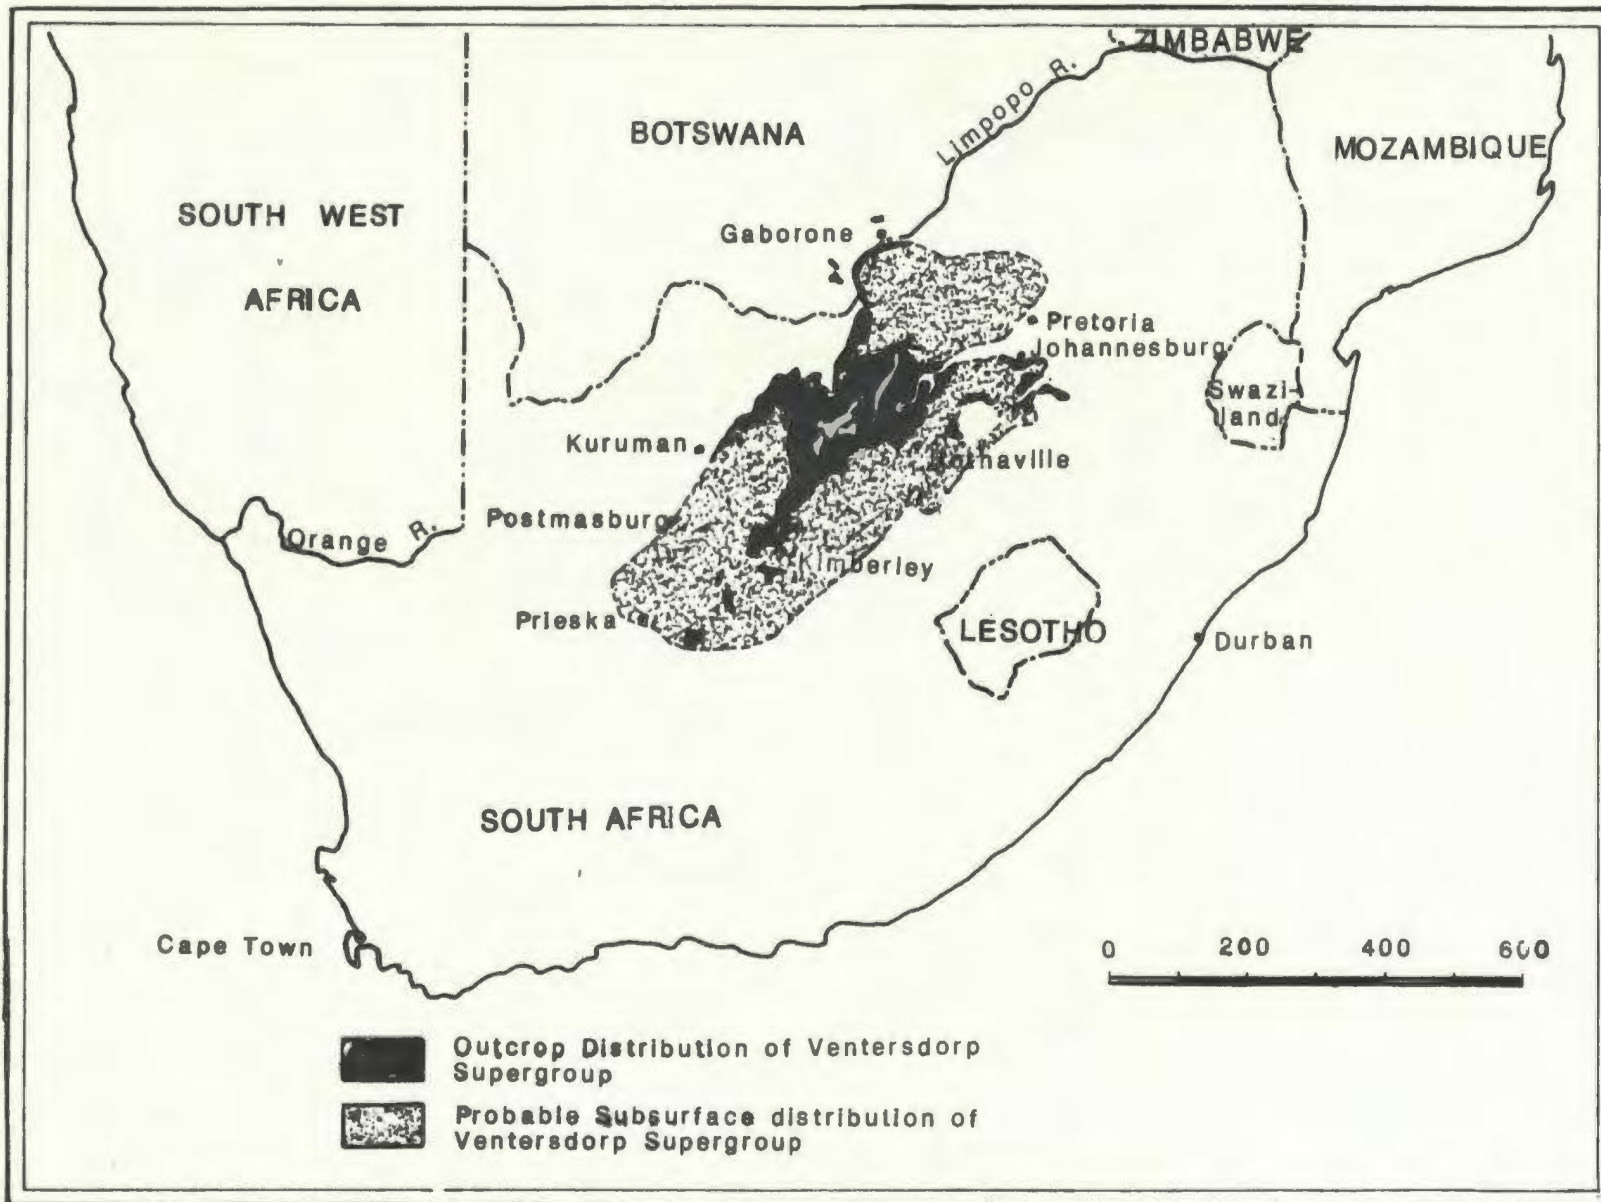 ZIMBABWE
Limpopo R.
BOTSWANA
MOZAMBIQUE
SOUTH WEST
AFRICA
Gaborone
Pretoria
Johannesburg
Swazi-
land
Kuruman
Postmasburg
Orange R.
Kimberley
Prieska
LESOTHO
Durban
SOUTH AFRICA
Cape Town
0 200 400 600
Outcrop Distribution of Ventersdorp
Supergroup
Probable Subsurface distribution of
Ventersdorp Supergroup